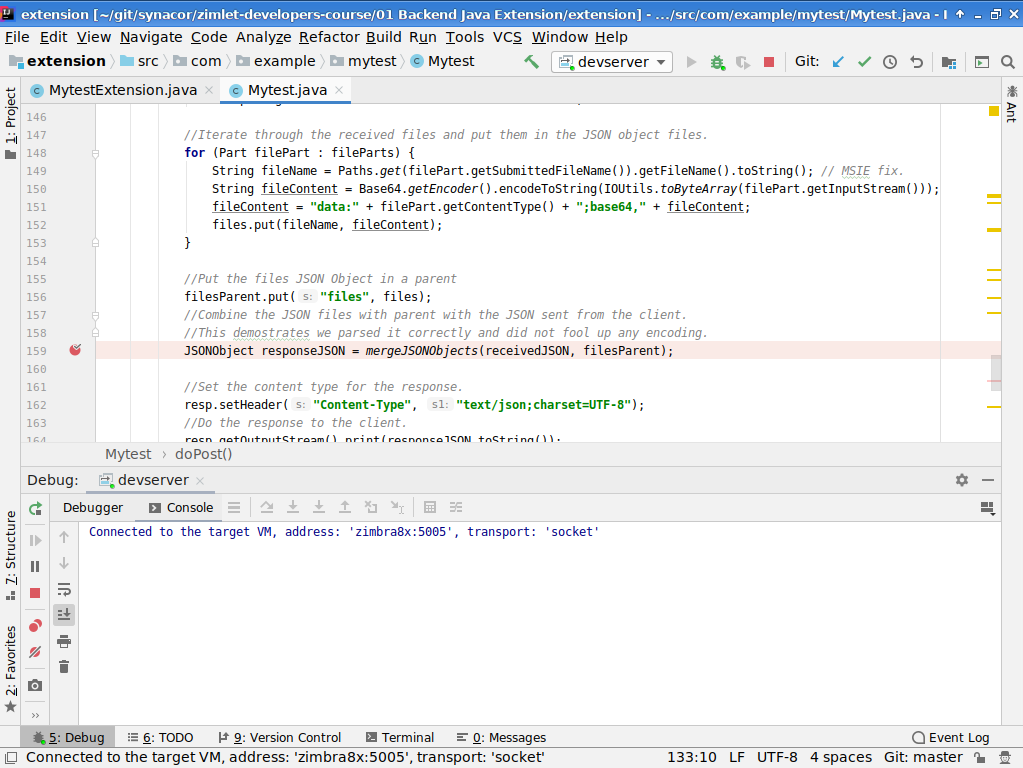 extension [~/git/synacor/zimlet-developers-course/01 Backend Java Extension/extension] - .../src/com/example/mytest/Mytest.java - I
File Edit View Navigate Code Analyze Refactor Build Run Tools VCS Window Help
extension src com example mytest Mytest devserver Git:
MytestExtension.java Mytest.java
1: Project
Ant
146
147 //Iterate through the received files and put them in the JSON object files.
148 for (Part filePart : fileParts) {
149 String fileName = Paths.get(filePart.getSubmittedFileName()).getFileName().toString(); // MSIE fix.
150 String fileContent = Base64.getEncoder().encodeToString(IOUtils.toByteArray(filePart.getInputStream()));
151 fileContent = "data:" + filePart.getContentType() + ";base64," + fileContent;
152 files.put(fileName, fileContent);
153 }
154
155 //Put the files JSON Object in a parent
156 filesParent.put( s: "files", files);
157 //Combine the JSON files with parent with the JSON sent from the client.
158 //This demostrates we parsed it correctly and did not fool up any encoding.
159 JSONObject responseJSON = mergeJSONObjects(receivedJSON, filesParent);
160
161 //Set the content type for the response.
162 resp.setHeader( s: "Content-Type", s1: "text/json;charset=UTF-8");
163 //Do the response to the client.
164 resp.getOutputStream().print(responseJSON.toString());
Mytest › doPost()
Debug: devserver
Debugger Console
Connected to the target VM, address: 'zimbra8x:5005', transport: 'socket'
7: Structure
2: Favorites
5: Debug 6: TODO 9: Version Control Terminal 0: Messages Event Log
Connected to the target VM, address: 'zimbra8x:5005', transport: 'socket' 133:10 LF UTF-8 4 spaces Git: master